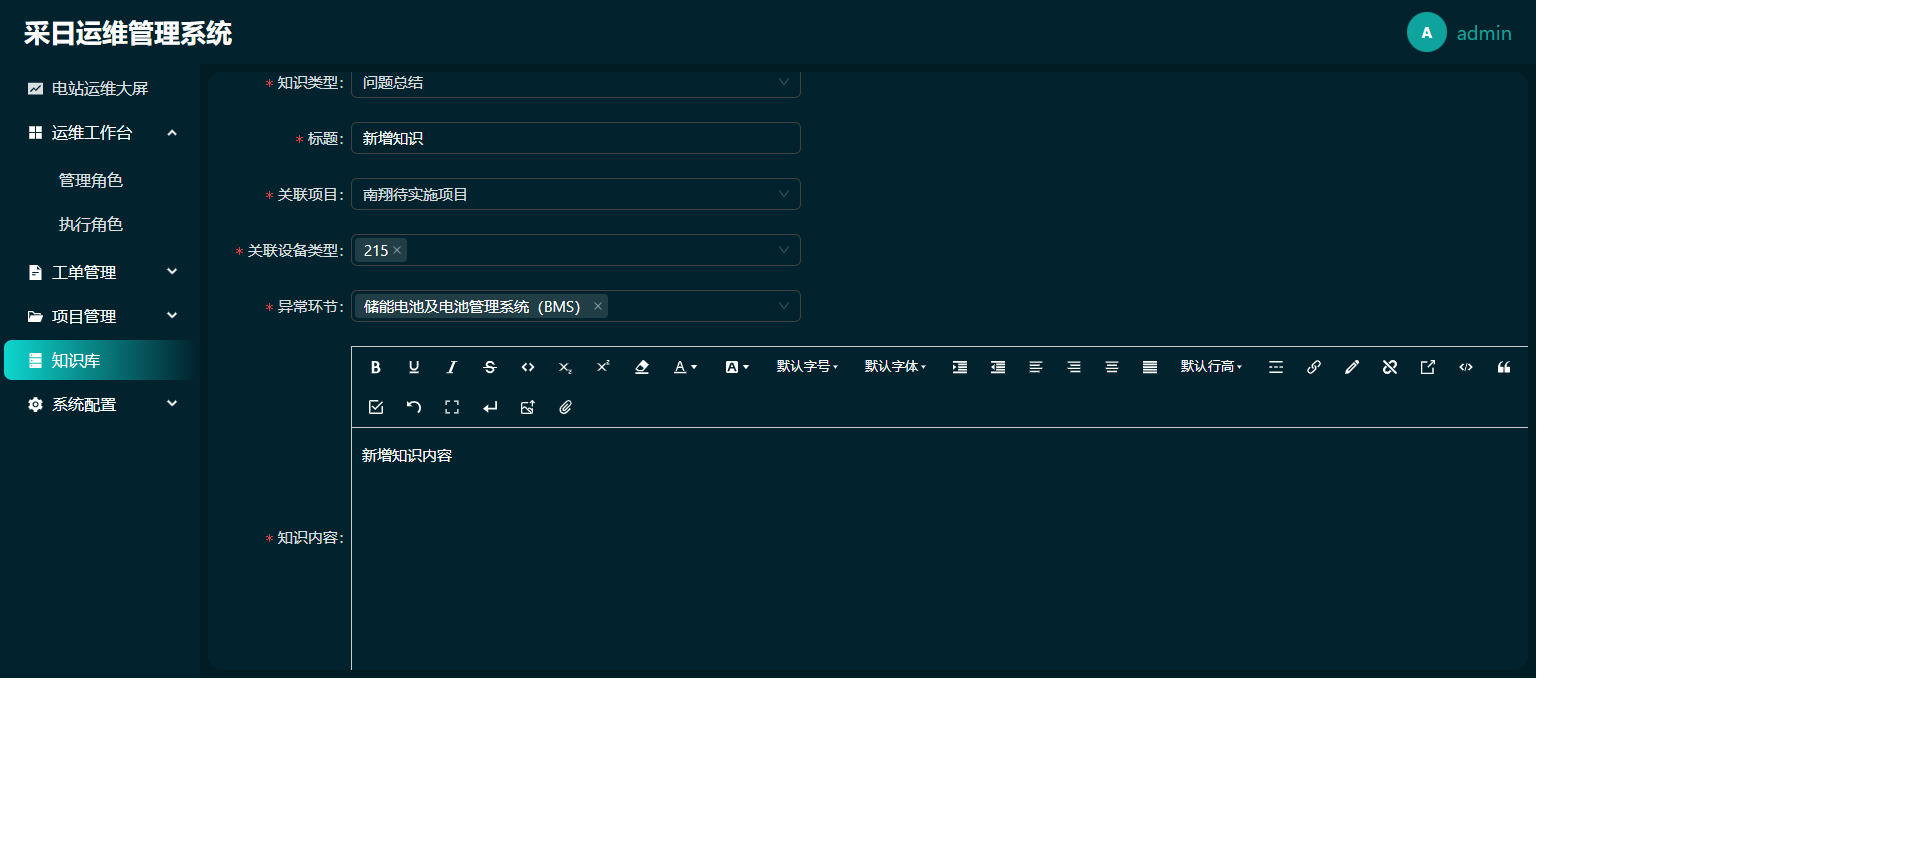 采日运维管理系统
A admin
电站运维大屏
运维工作台
管理角色
执行角色
工单管理
项目管理
知识库
系统配置
* 知识类型: 问题总结
* 标题: 新增知识
* 关联项目: 南翔待实施项目
* 关联设备类型: 215 ×
* 异常环节: 储能电池及电池管理系统（BMS） ×
默认字号 默认字体 默认行高
* 知识内容:
新增知识内容